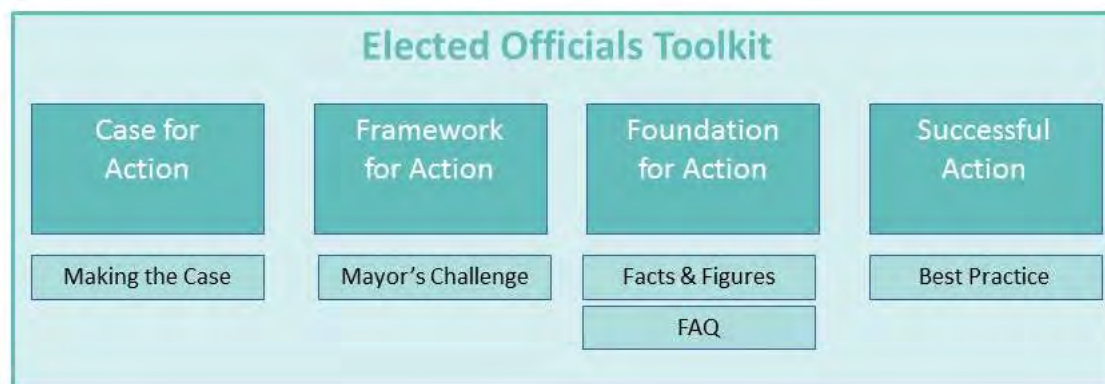 Elected Officials Toolkit
Case for
Action
Framework
for Action
Foundation
for Action
Successful
Action
Making the Case
Mayor's Challenge
Facts & Figures
Best Practice
FAQ